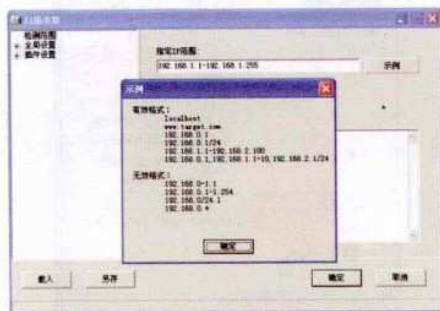 扫描参数
检测范围
全局设置
插件设置
指定IP范围:
192.168.1.1-192.168.1.255
示例
示例
有效格式:
localhost
www.target.com
192.168.0.1
192.168.0.1/24
192.168.1.1-192.168.2.100
192.168.0.1,192.168.1.1-10,192.168.2.1/24
无效格式:
192.168.0-1.1
192.168.0.1-1.254
192.168.0/24.1
192.168.0.*
确定
载入
另存
确定
取消